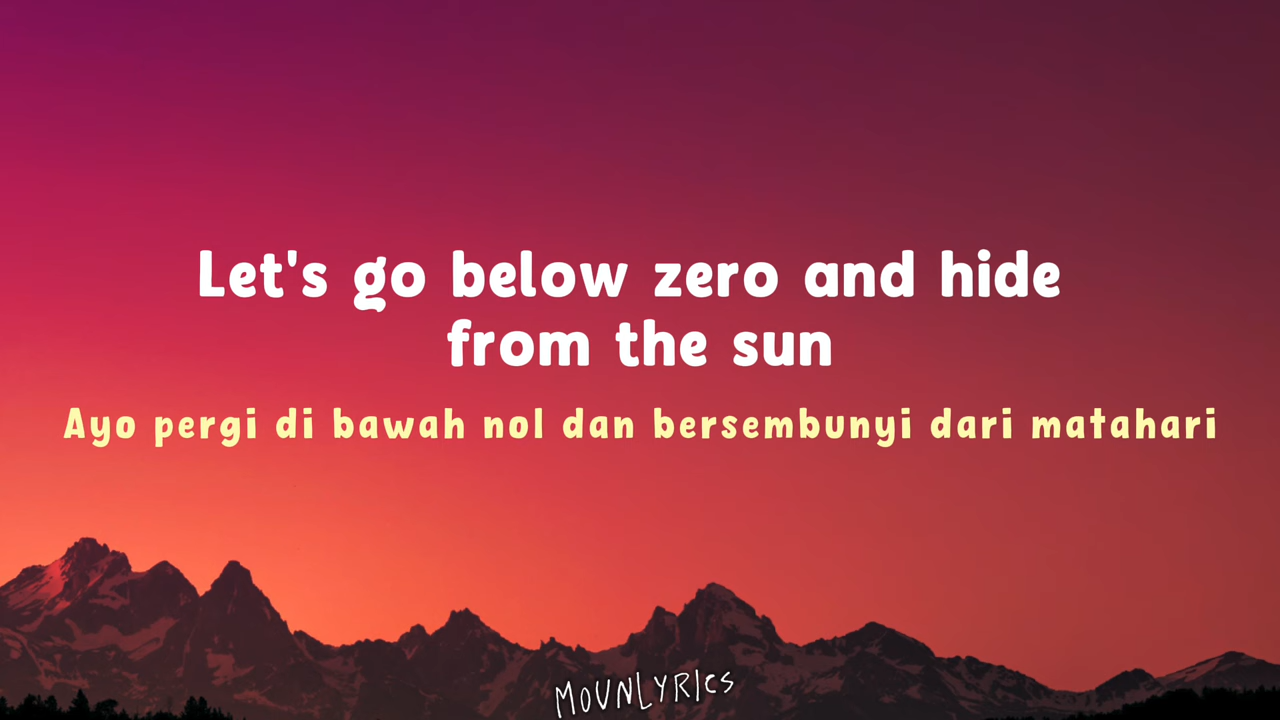 Let's go below zero and hide
from the sun
Ayo pergi di bawah nol dan bersembunyi dari matahari
MOUNLYRIcs